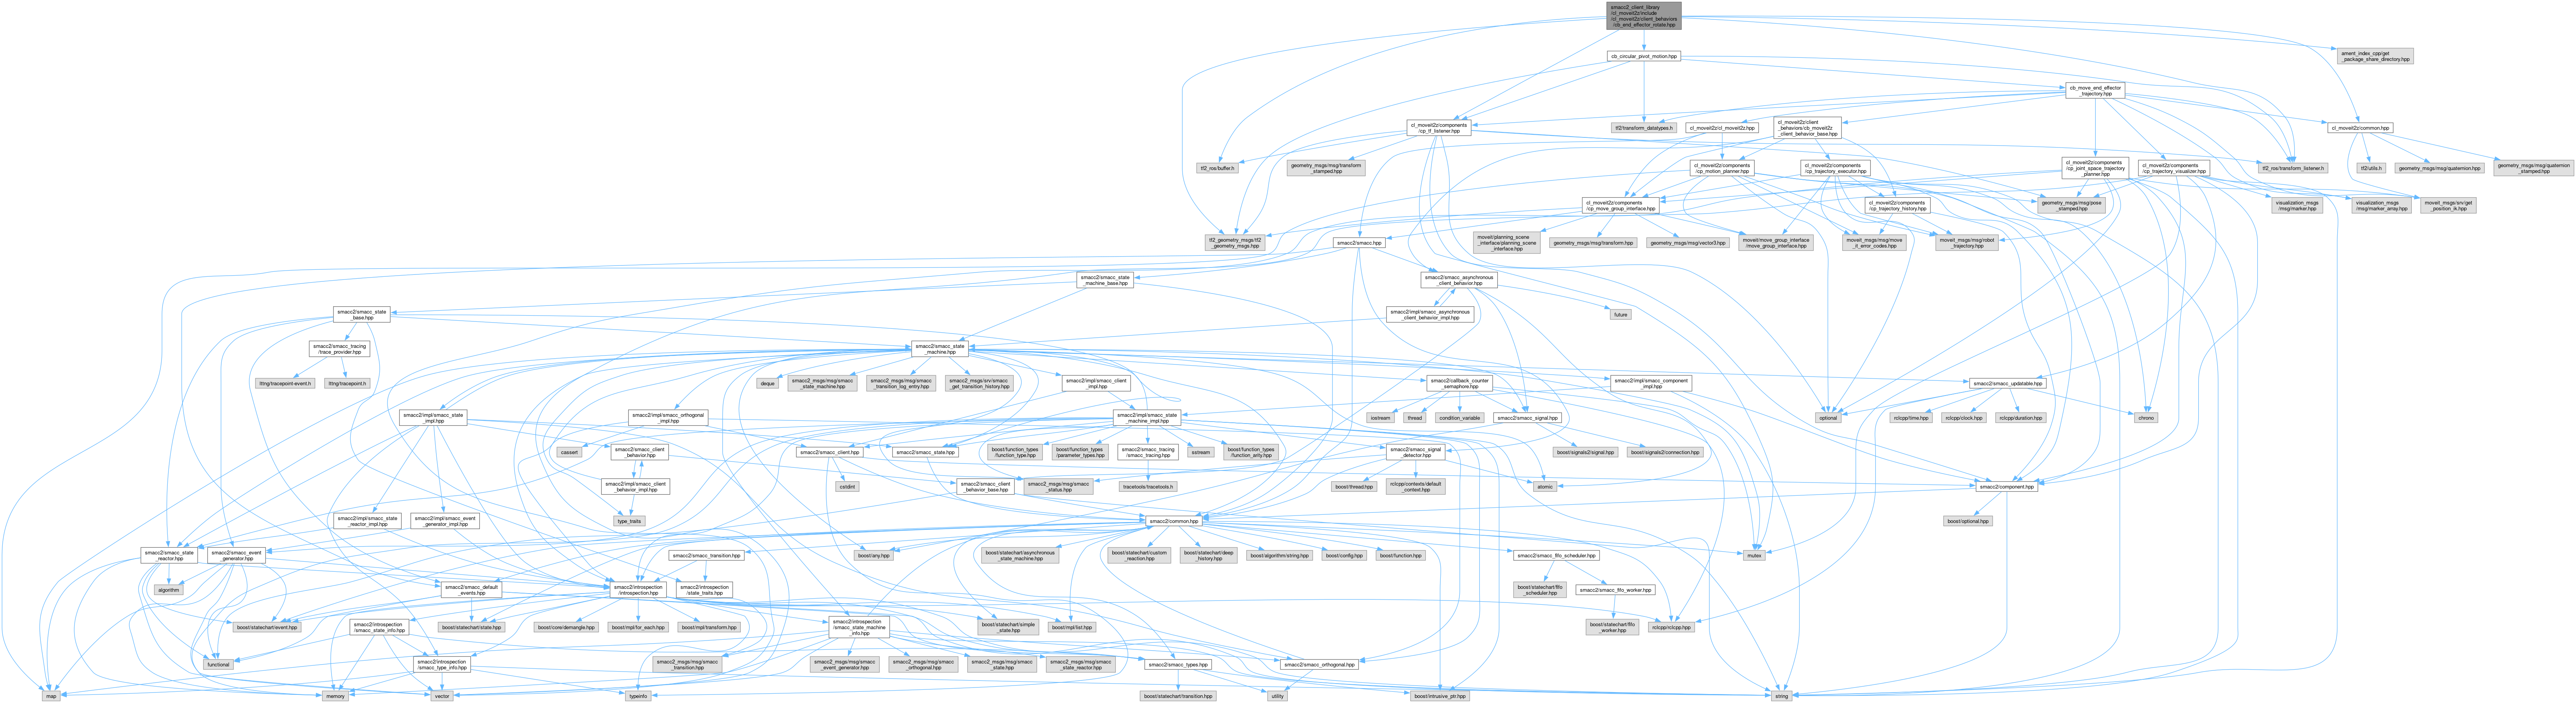 smacc2_client_library
/cl_moveit2z/include
/cl_moveit2z/client_behaviors
/cb_end_effector_rotate.hpp
cb_circular_pivot_motion.hpp
ament_index_cpp/get
_package_share_directory.hpp
cb_move_end_effector
_trajectory.hpp
cl_moveit2z/components
/cp_tf_listener.hpp
tf2/transform_datatypes.h
cl_moveit2z/cl_moveit2z.hpp
cl_moveit2z/client
_behaviors/cb_moveit2z
_client_behavior_base.hpp
cl_moveit2z/common.hpp
tf2_ros/buffer.h
geometry_msgs/msg/transform
_stamped.hpp
cl_moveit2z/components
/cp_motion_planner.hpp
cl_moveit2z/components
/cp_trajectory_executor.hpp
cl_moveit2z/components
/cp_joint_space_trajectory
_planner.hpp
cl_moveit2z/components
/cp_trajectory_visualizer.hpp
tf2_ros/transform_listener.h
tf2/utils.h
geometry_msgs/msg/quaternion.hpp
geometry_msgs/msg/quaternion
_stamped.hpp
cl_moveit2z/components
/cp_move_group_interface.hpp
cl_moveit2z/components
/cp_trajectory_history.hpp
geometry_msgs/msg/pose
_stamped.hpp
visualization_msgs
/msg/marker.hpp
visualization_msgs
/msg/marker_array.hpp
moveit_msgs/srv/get
_position_ik.hpp
tf2_geometry_msgs/tf2
_geometry_msgs.hpp
smacc2/smacc.hpp
moveit/planning_scene
_interface/planning_scene
_interface.hpp
geometry_msgs/msg/transform.hpp
geometry_msgs/msg/vector3.hpp
moveit/move_group_interface
/move_group_interface.hpp
moveit_msgs/msg/move
_it_error_codes.hpp
moveit_msgs/msg/robot
_trajectory.hpp
smacc2/smacc_state
_machine_base.hpp
smacc2/smacc_asynchronous
_client_behavior.hpp
smacc2/smacc_state
_base.hpp
smacc2/impl/smacc_asynchronous
_client_behavior_impl.hpp
future
smacc2/smacc_tracing
/trace_provider.hpp
smacc2/smacc_state
_machine.hpp
lttng/tracepoint-event.h
lttng/tracepoint.h
deque
smacc2_msgs/msg/smacc
_state_machine.hpp
smacc2_msgs/msg/smacc
_transition_log_entry.hpp
smacc2_msgs/srv/smacc
_get_transition_history.hpp
smacc2/impl/smacc_client
_impl.hpp
smacc2/callback_counter
_semaphore.hpp
smacc2/impl/smacc_component
_impl.hpp
smacc2/smacc_updatable.hpp
smacc2/impl/smacc_state
_impl.hpp
smacc2/impl/smacc_orthogonal
_impl.hpp
smacc2/impl/smacc_state
_machine_impl.hpp
iostream
thread
condition_variable
smacc2/smacc_signal.hpp
optional
rclcpp/time.hpp
rclcpp/clock.hpp
rclcpp/duration.hpp
chrono
cassert
smacc2/smacc_client
_behavior.hpp
smacc2/smacc_client.hpp
smacc2/smacc_state.hpp
boost/function_types
/function_type.hpp
boost/function_types
/parameter_types.hpp
smacc2/smacc_tracing
/smacc_tracing.hpp
sstream
boost/function_types
/function_arity.hpp
smacc2/smacc_signal
_detector.hpp
boost/signals2/signal.hpp
boost/signals2/connection.hpp
smacc2/impl/smacc_client
_behavior_impl.hpp
cstdint
smacc2/smacc_client
_behavior_base.hpp
smacc2_msgs/msg/smacc
_status.hpp
tracetools/tracetools.h
boost/thread.hpp
rclcpp/contexts/default
_context.hpp
atomic
smacc2/component.hpp
smacc2/impl/smacc_state
_reactor_impl.hpp
smacc2/impl/smacc_event
_generator_impl.hpp
type_traits
smacc2/common.hpp
boost/optional.hpp
smacc2/smacc_state
_reactor.hpp
smacc2/smacc_event
_generator.hpp
smacc2/smacc_transition.hpp
boost/any.hpp
boost/statechart/asynchronous
_state_machine.hpp
boost/statechart/custom
_reaction.hpp
boost/statechart/deep
_history.hpp
boost/algorithm/string.hpp
boost/config.hpp
boost/function.hpp
smacc2/smacc_fifo_scheduler.hpp
mutex
algorithm
smacc2/smacc_default
_events.hpp
smacc2/introspection
/introspection.hpp
smacc2/introspection
/state_traits.hpp
boost/statechart/fifo
_scheduler.hpp
smacc2/smacc_fifo_worker.hpp
boost/statechart/event.hpp
smacc2/introspection
/smacc_state_info.hpp
boost/statechart/state.hpp
boost/core/demangle.hpp
boost/mpl/for_each.hpp
boost/mpl/transform.hpp
smacc2/introspection
/smacc_state_machine
_info.hpp
boost/statechart/simple
_state.hpp
boost/mpl/list.hpp
boost/statechart/fifo
_worker.hpp
rclcpp/rclcpp.hpp
functional
smacc2/introspection
/smacc_type_info.hpp
smacc2_msgs/msg/smacc
_transition.hpp
smacc2_msgs/msg/smacc
_event_generator.hpp
smacc2_msgs/msg/smacc
_orthogonal.hpp
smacc2_msgs/msg/smacc
_state.hpp
smacc2_msgs/msg/smacc
_state_reactor.hpp
smacc2/smacc_types.hpp
smacc2/smacc_orthogonal.hpp
map
memory
vector
typeinfo
boost/statechart/transition.hpp
utility
boost/intrusive_ptr.hpp
string